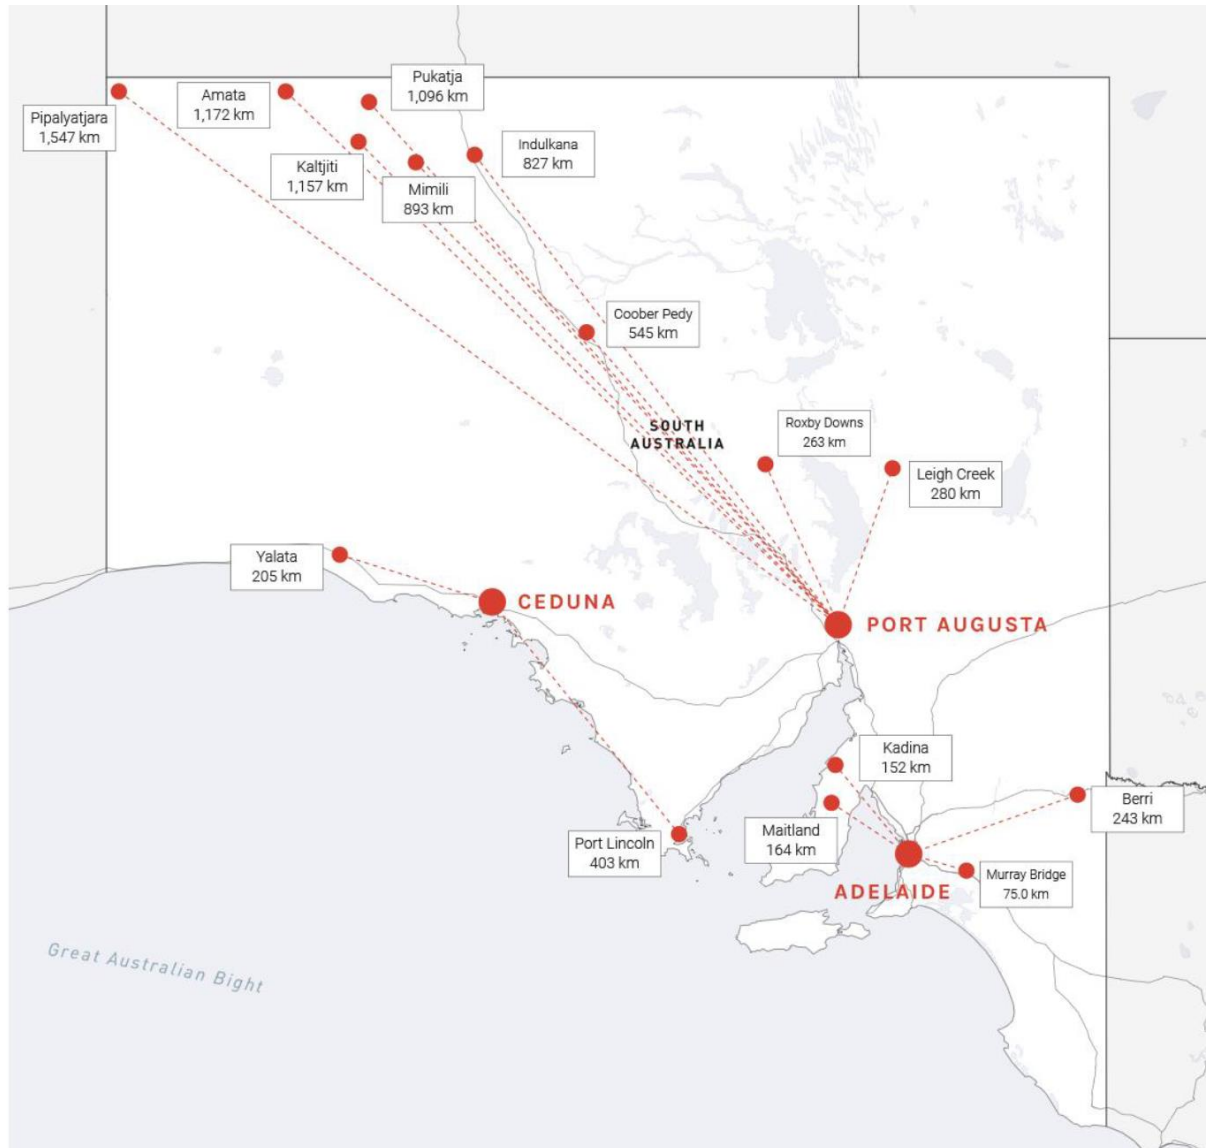 Pukatja
1,096 km
Amata
1,172 km
Pipalyatjara
1,547 km
Indulkana
827 km
Kaltjiti
1,157 km
Mimili
893 km
Coober Pedy
545 km
SOUTH
AUSTRALIA
Roxby Downs
263 km
Leigh Creek
280 km
Yalata
205 km
CEDUNA
PORT AUGUSTA
Kadina
152 km
Berri
243 km
Maitland
164 km
Port Lincoln
403 km
Murray Bridge
75.0 km
ADELAIDE
Great Australian Bight